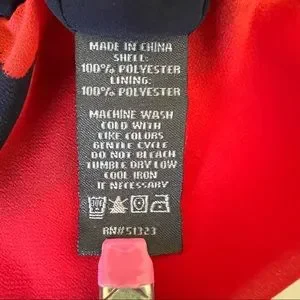 MADE IN CHINA
SHELL:
100% POLYESTER
LINING:
100% POLYESTER
MACHINE WASH
COLD WITH
LIKE COLORS
GENTLE CYCLE
DO NOT BLEACH
TUMBLE DRY LOW
COOL IRON
IF NECESSARY
RN#51323